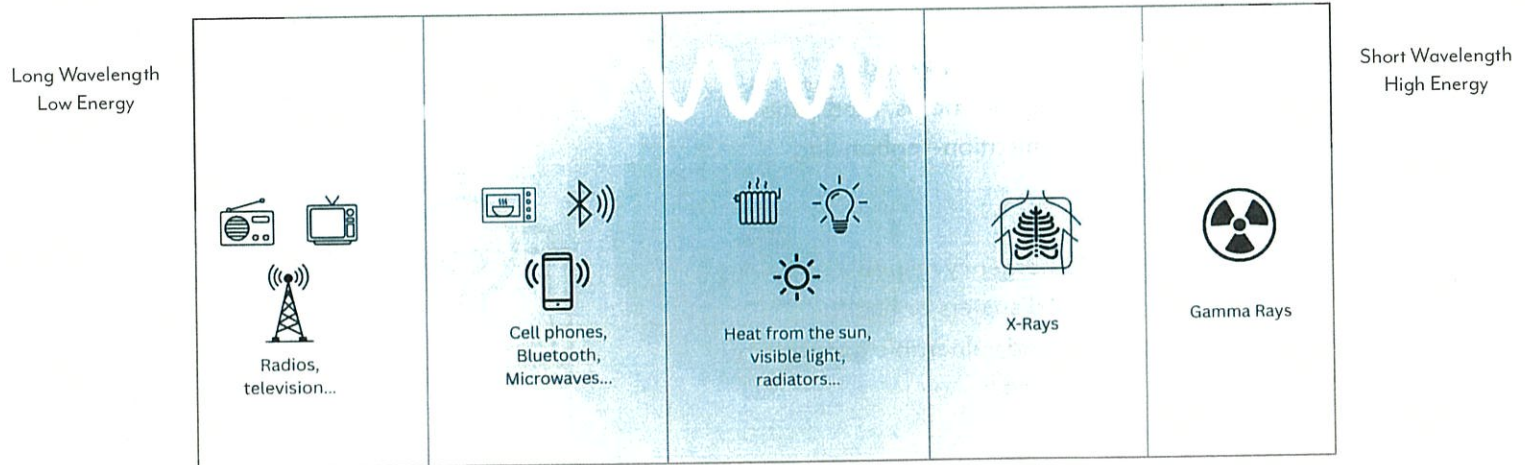 Long Wavelength
Low Energy
Short Wavelength
High Energy
Radios,
television...
Cell phones,
Bluetooth,
Microwaves...
Heat from the sun,
visible light,
radiators...
X-Rays
Gamma Rays